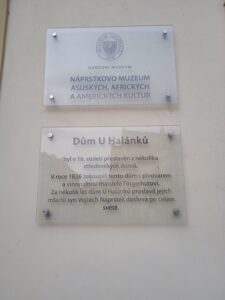 NÁRODNÍ MUZEUM
NÁPRSTKOVO MUZEUM
ASIJSKÝCH, AFRICKÝCH
A AMERICKÝCH KULTUR
Dům U Halánků
byl v 16. století přestavěn z několika
středověkých domů.
V roce 1826 zakoupili tento dům s pivovarem
a vinopalnou manželé Fingerhutovi.
Za několik let dům U Halánků proslavil jejich
mladší syn Vojtěch Náprstek doslova po celém
světě.